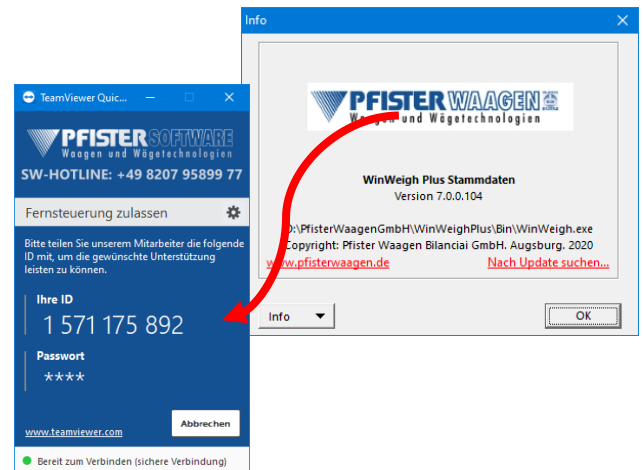 Info
PFISTER WAAGEN
Waagen und Wägetechnologien
WinWeigh Plus Stammdaten
Version 7.0.0.104
:\PfisterWaagenGmbH\WinWeighPlus\Bin\WinWeigh.exe
Copyright: Pfister Waagen Bilanciai GmbH. Augsburg. 2020
www.pfisterwaagen.de
Nach Update suchen...
Info
OK
TeamViewer Quic...
PFISTER SOFTWARE
Waagen und Wägetechnologien
SW-HOTLINE: +49 8207 95899 77
Fernsteuerung zulassen
Bitte teilen Sie unserem Mitarbeiter die folgende
ID mit, um die gewünschte Unterstützung
leisten zu können.
Ihre ID
1 571 175 892
Passwort
****
www.teamviewer.com
Abbrechen
Bereit zum Verbinden (sichere Verbindung)